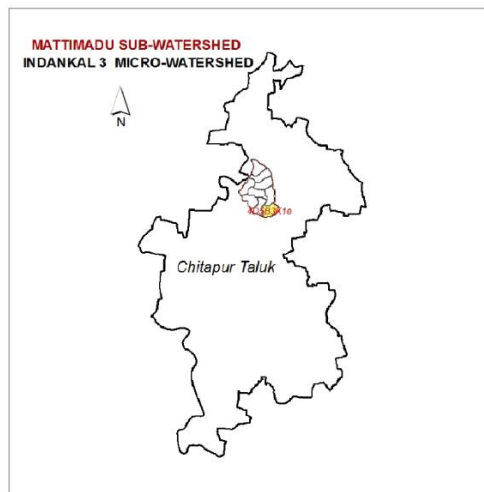 MATTIMADU SUB-WATERSHED
INDANKAL 3 MICRO-WATERSHED
N
Chitapur Taluk